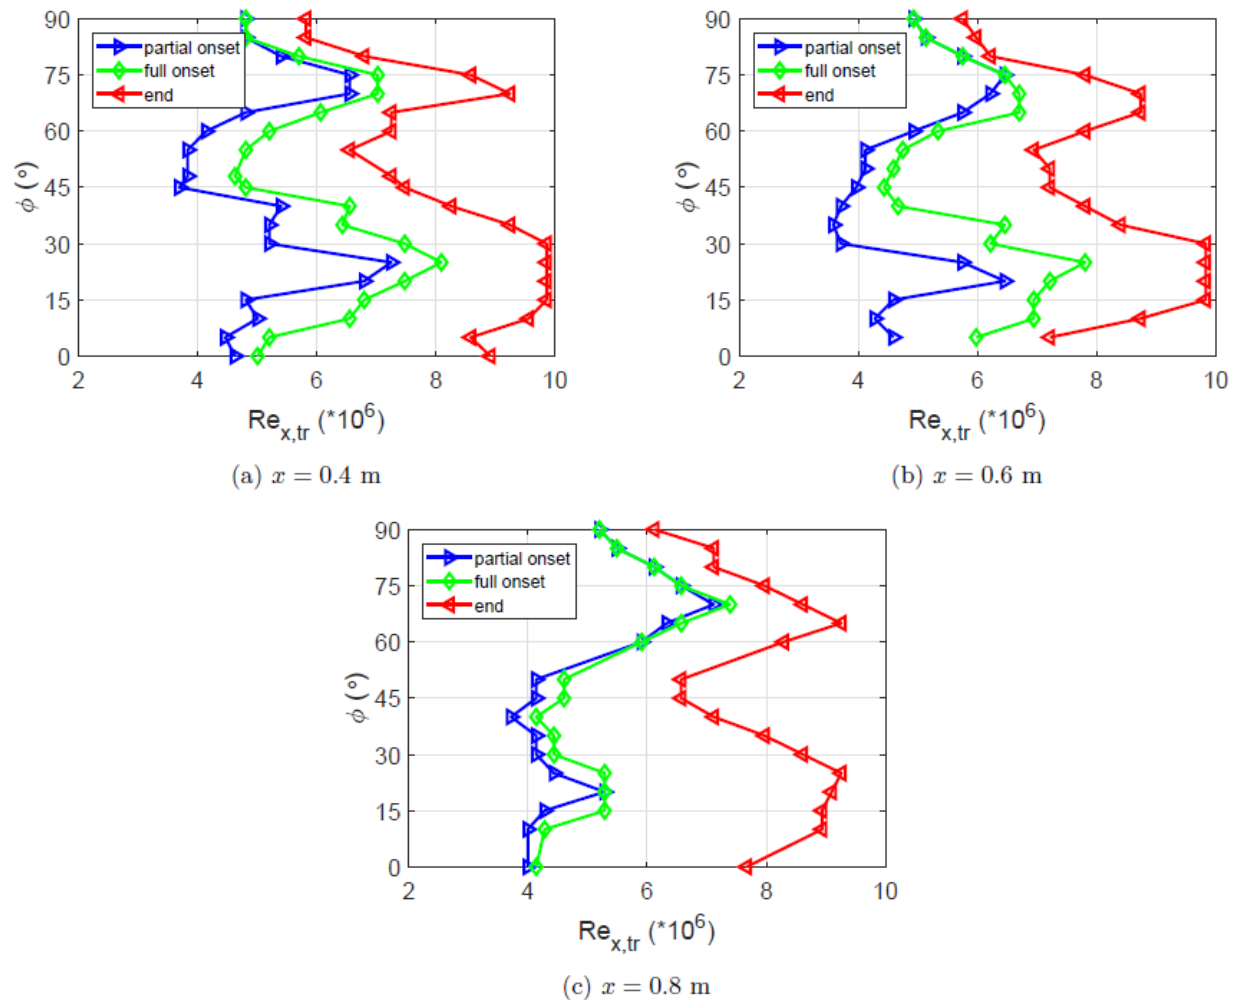 90
75
60
45
30
15
0
ϕ (°)
partial onset
full onset
end
2
4
6
8
10
Re_x,tr (*10^6)
(a) x = 0.4 m
90
75
60
45
30
15
0
ϕ (°)
partial onset
full onset
end
2
4
6
8
10
Re_x,tr (*10^6)
(b) x = 0.6 m
90
75
60
45
30
15
0
ϕ (°)
partial onset
full onset
end
2
4
6
8
10
Re_x,tr (*10^6)
(c) x = 0.8 m